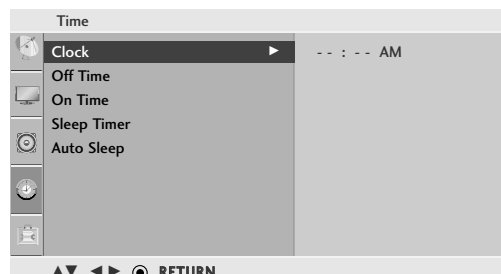 Time
Clock ► - - : - - AM
Off Time
On Time
Sleep Timer
Auto Sleep
▲▼ ◄► ◉ RETURN